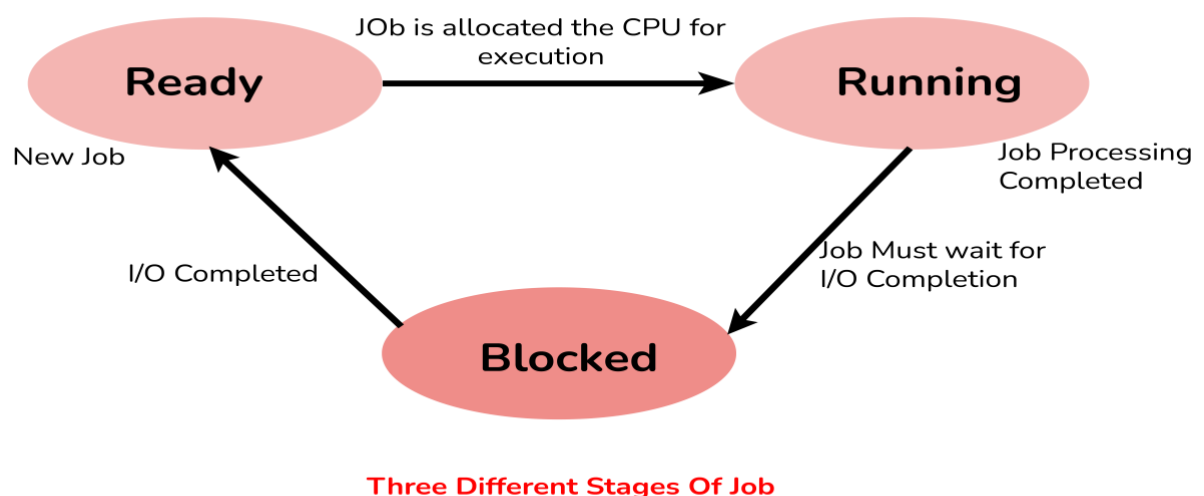 JOb is allocated the CPU for
execution
Ready
Running
New Job
Job Processing
Completed
I/O Completed
Job Must wait for
I/O Completion
Blocked
Three Different Stages Of Job